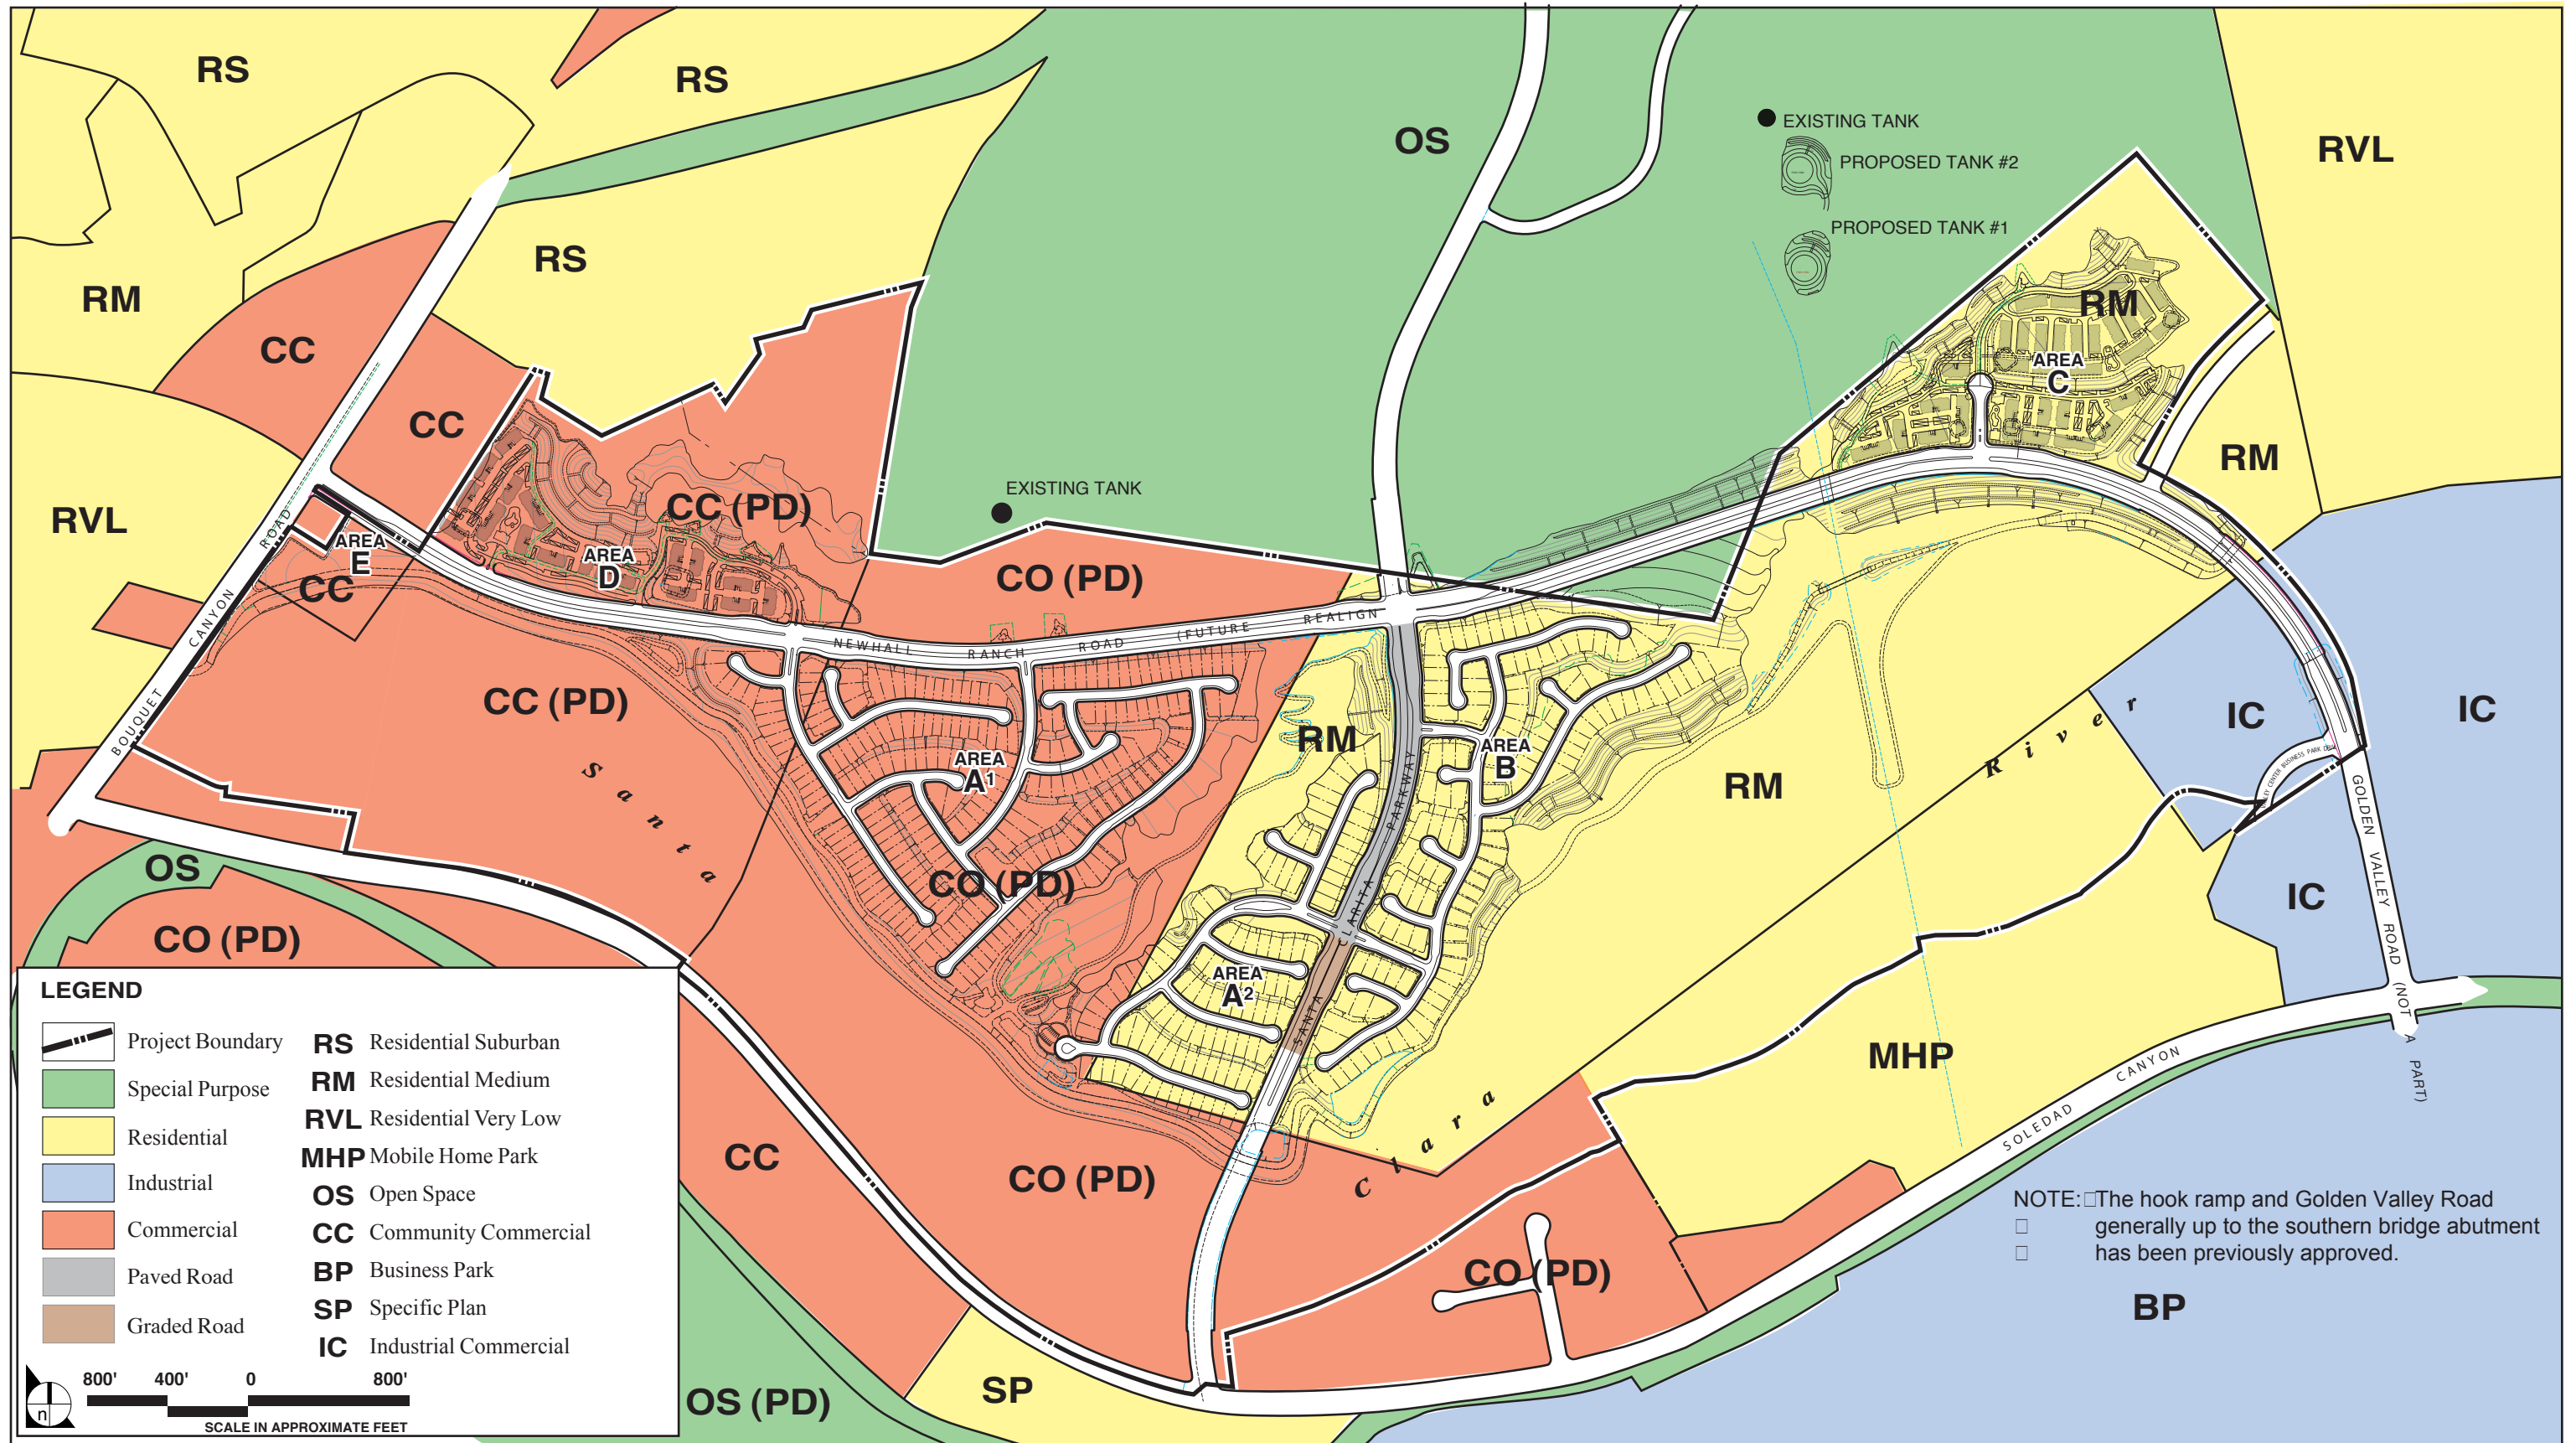 RS
RS
OS
EXISTING TANK
PROPOSED TANK #2
RVL
PROPOSED TANK #1
RS
RM
RM
CC
AREA
C
CC
RM
EXISTING TANK
CC (PD)
RVL
ROAD
AREA
E
AREA
D
CC
CO (PD)
CANYON
NEWHALL RANCH ROAD (FUTURE REALIGN
BOUQUET
CC (PD)
River
IC
IC
RM
AREA
B
AREA
A1
Santa
RM
PARKWAY
CENTER BUSINESS PARK
GOLDEN VALLEY ROAD (NOT A PART)
OS
CO (PD)
IC
CO (PD)
CLARITA
AREA
A2
SANTA
MHP
CANYON
SOLEDAD
Clara
CC
CO (PD)
CO (PD)
BP
SP
OS (PD)
NOTE: The hook ramp and Golden Valley Road
generally up to the southern bridge abutment
has been previously approved.
LEGEND
Project Boundary
Special Purpose
Residential
Industrial
Commercial
Paved Road
Graded Road
RS Residential Suburban
RM Residential Medium
RVL Residential Very Low
MHP Mobile Home Park
OS Open Space
CC Community Commercial
BP Business Park
SP Specific Plan
IC Industrial Commercial
n
800' 400' 0 800'
SCALE IN APPROXIMATE FEET